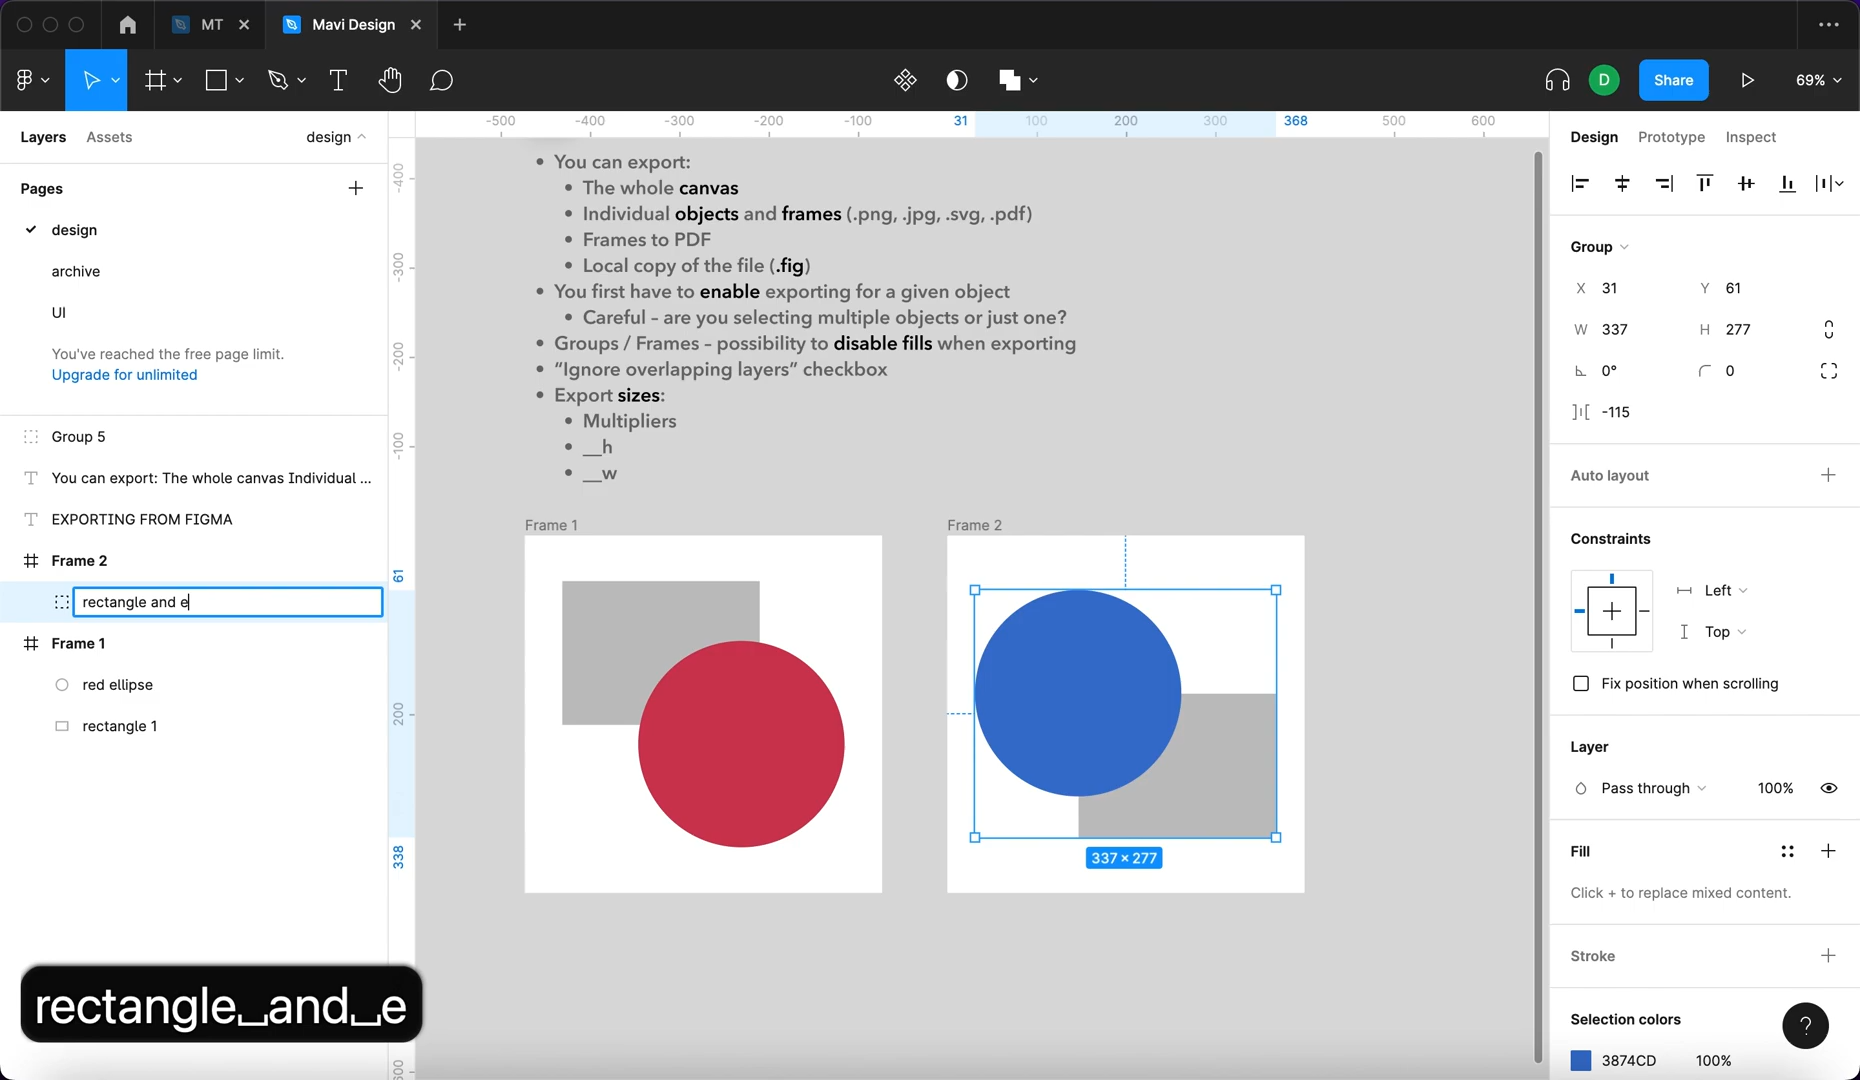 MT
Mavi Design
Share
D
69%
Layers
Assets
design
Pages
design
archive
UI
You've reached the free page limit.
Upgrade for unlimited
Group 5
You can export: The whole canvas Individual ...
EXPORTING FROM FIGMA
Frame 2
rectangle and e
Frame 1
red ellipse
rectangle 1
rectangle␣and␣e
-500
-400
-300
-200
-100
31
100
200
300
368
500
600
-400
-300
-200
-100
61
200
338
• You can export:
• The whole canvas
• Individual objects and frames (.png, .jpg, .svg, .pdf)
• Frames to PDF
• Local copy of the file (.fig)
• You first have to enable exporting for a given object
• Careful – are you selecting multiple objects or just one?
• Groups / Frames – possibility to disable fills when exporting
• “Ignore overlapping layers” checkbox
• Export sizes:
• Multipliers
• __h
• __w
Frame 1
Frame 2
337 × 277
Design
Prototype
Inspect
Group
X 31
Y 61
W 337
H 277
0°
0
-115
Auto layout
Constraints
Left
Top
Fix position when scrolling
Layer
Pass through
100%
Fill
Click + to replace mixed content.
Stroke
Selection colors
3874CD
100%
?